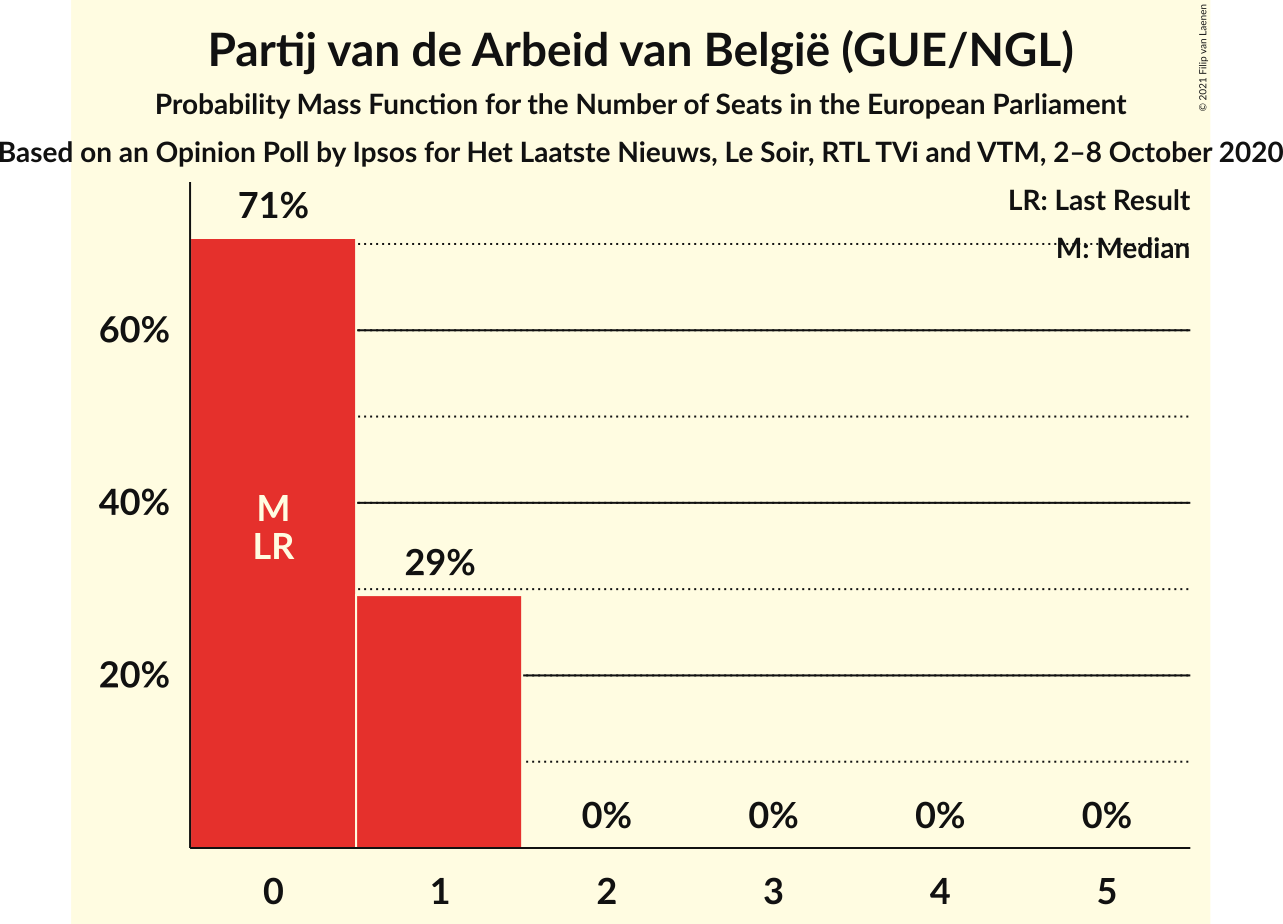 Partij van de Arbeid van België (GUE/NGL)
Probability Mass Function for the Number of Seats in the European Parliament
Based on an Opinion Poll by Ipsos for Het Laatste Nieuws, Le Soir, RTL TVi and VTM, 2–8 October 2020
© 2021 Filip van Laenen
LR: Last Result
M: Median
71%
60%
40%
20%
M
LR
29%
0% 0% 0% 0%
0 1 2 3 4 5